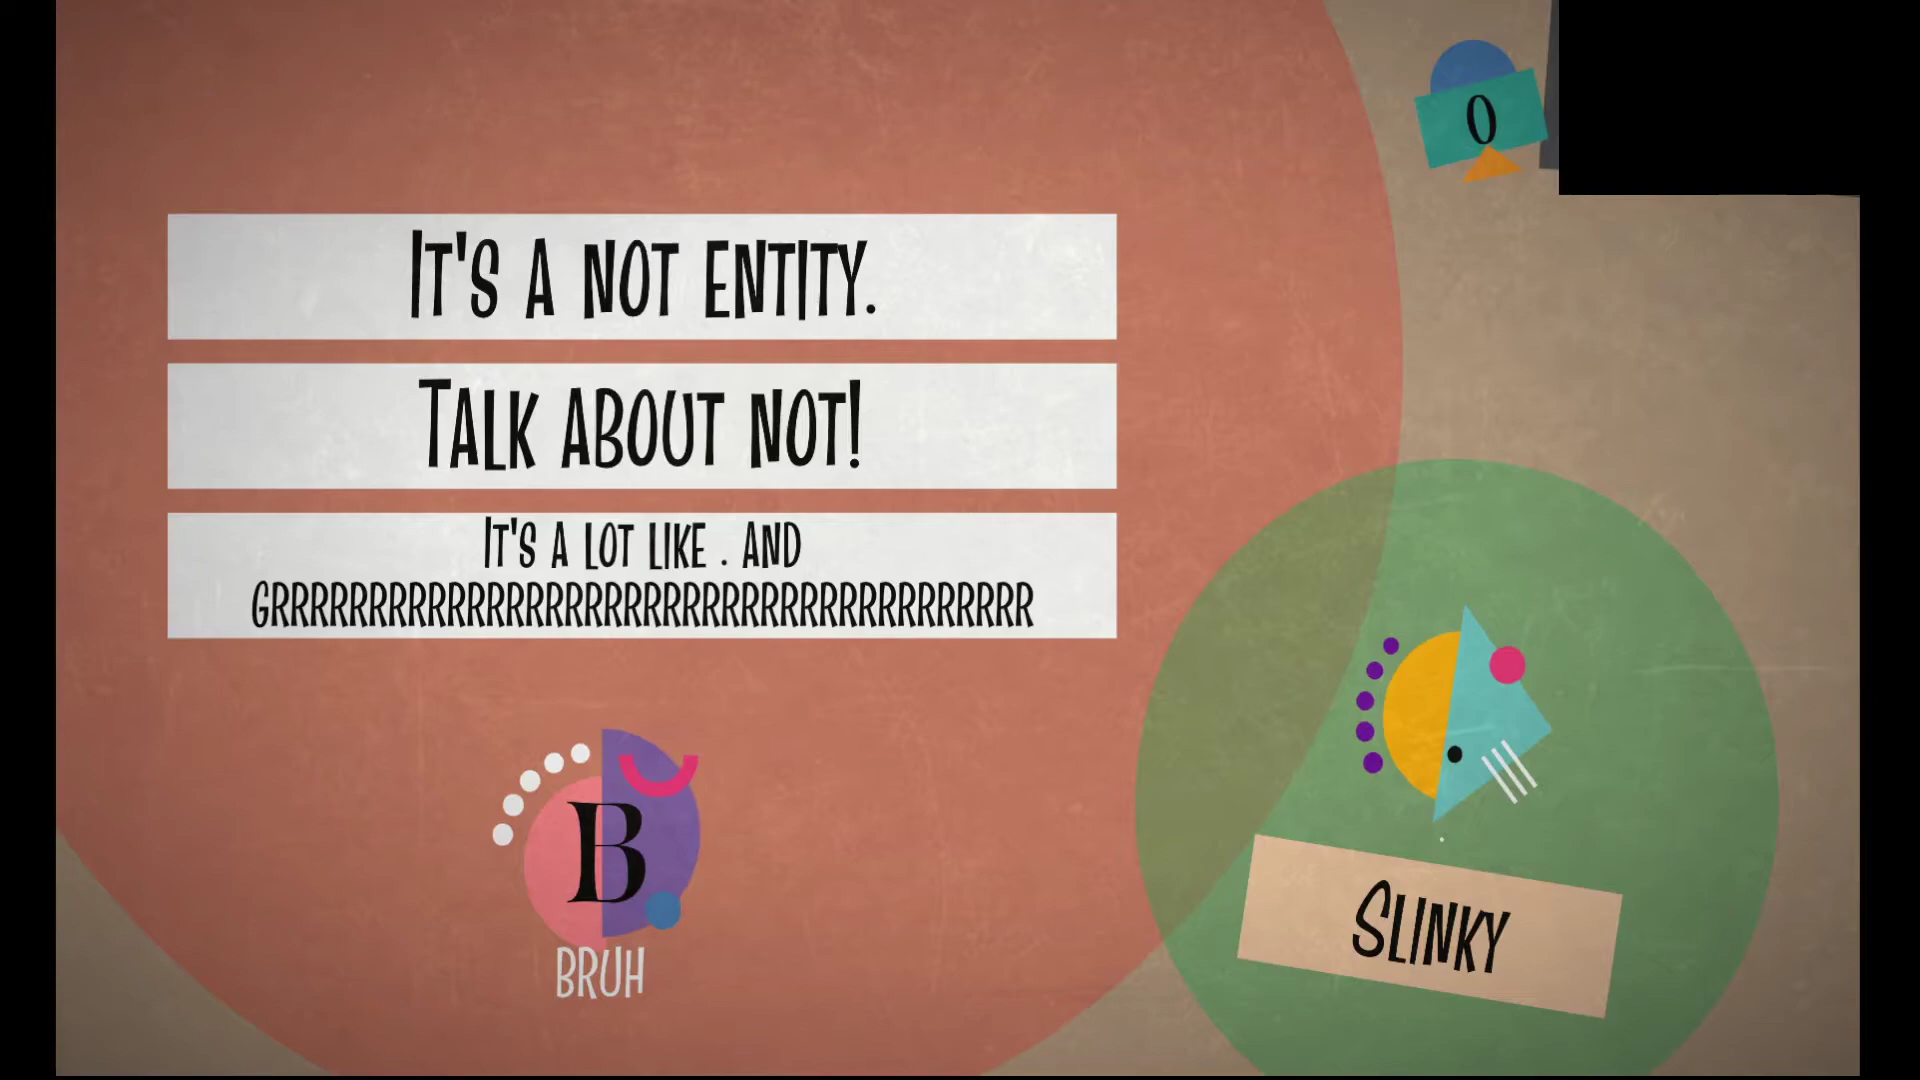 0
It's a not entity.
Talk about not!
It's a lot like . and
GRRRRRRRRRRRRRRRRRRRRRRRRRRRRRRRRRRRRRRR
B
BRUH
Slinky